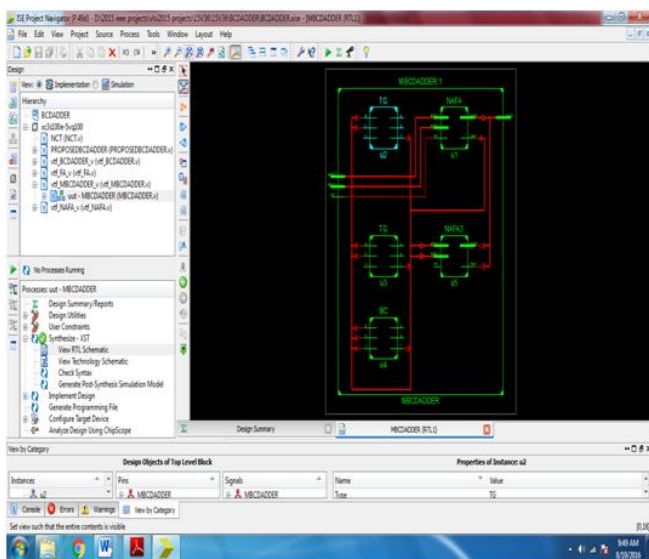 ISE Project Navigator (P.49d) - D:\2015 ieee projects\vlsi2015 projects\15V36\15V36\BCDADDER\BCDADDER.xise - [MBCDADDER (RTL1)]
File Edit View Project Source Process Tools Window Layout Help
Design
View: Implementation Simulation
Hierarchy
BCDADDER
xc3s100e-5vq100
NCT (NCT.v)
PROPOSEDBCDADDER (PROPOSEDBCDADDER.v)
vtf_BCDADDER_v (vtf_BCDADDER.v)
vtf_FA_v (vtf_FA.v)
vtf_MBCDADDER_v (vtf_MBCDADDER.v)
uut - MBCDADDER (MBCDADDER.v)
vtf_NAFA_v (vtf_NAFA.v)
No Processes Running
Processes: uut - MBCDADDER
Design Summary/Reports
Design Utilities
User Constraints
Synthesize - XST
View RTL Schematic
View Technology Schematic
Check Syntax
Generate Post-Synthesis Simulation Model
Implement Design
Generate Programming File
Configure Target Device
Analyze Design Using ChipScope
MBCDADDER:1
TG
NAFA
u2
u1
TG
NAFAS
u3
u5
BC
u4
MBCDADDER
Design Summary
MBCDADDER (RTL1)
View by Category
Design Objects of Top Level Block
Properties of Instance: u2
Instances
Pins
Signals
Name
Value
u2
MBCDADDER
MBCDADDER
Type
TG
Console
Errors
Warnings
View by Category
Set view such that the entire contents is visible
9:49 AM
5/19/2016